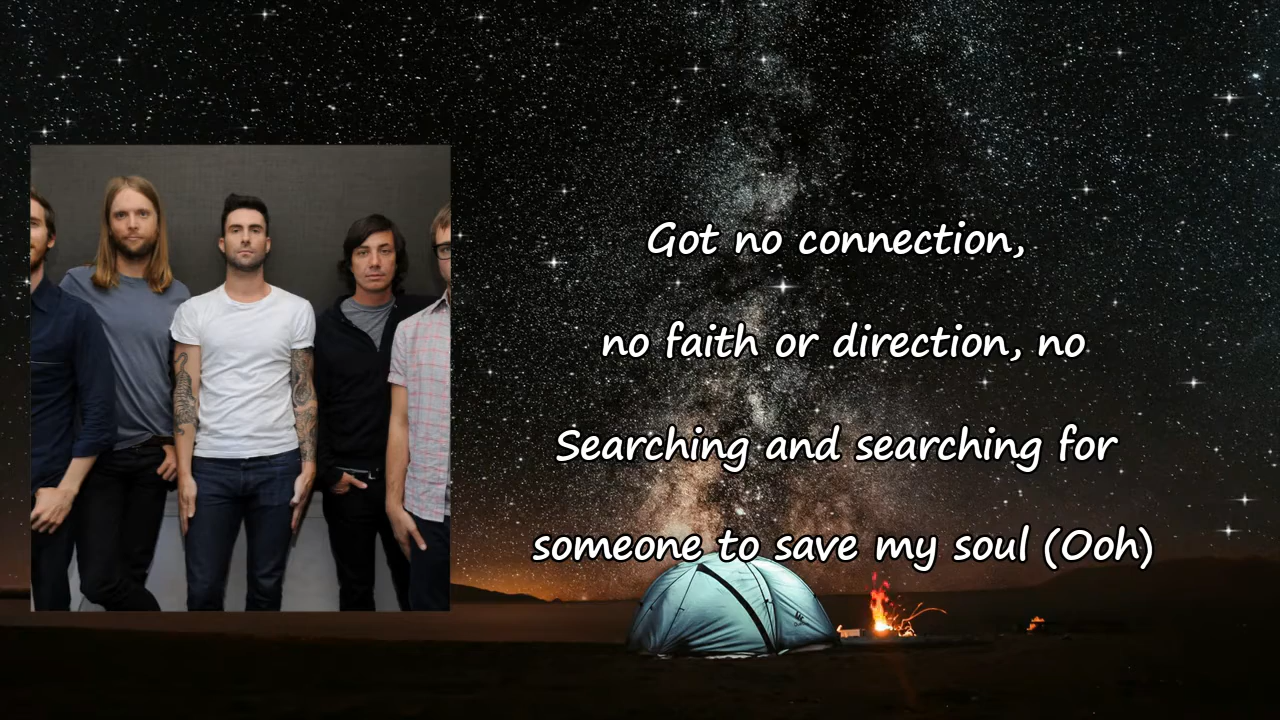 Got no connection,
no faith or direction, no
Searching and searching for
someone to save my soul (Ooh)